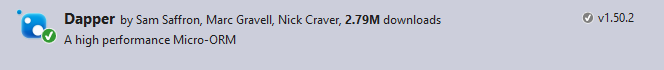 Dapper by Sam Saffron, Marc Gravell, Nick Craver, 2.79M downloads v1.50.2
A high performance Micro-ORM